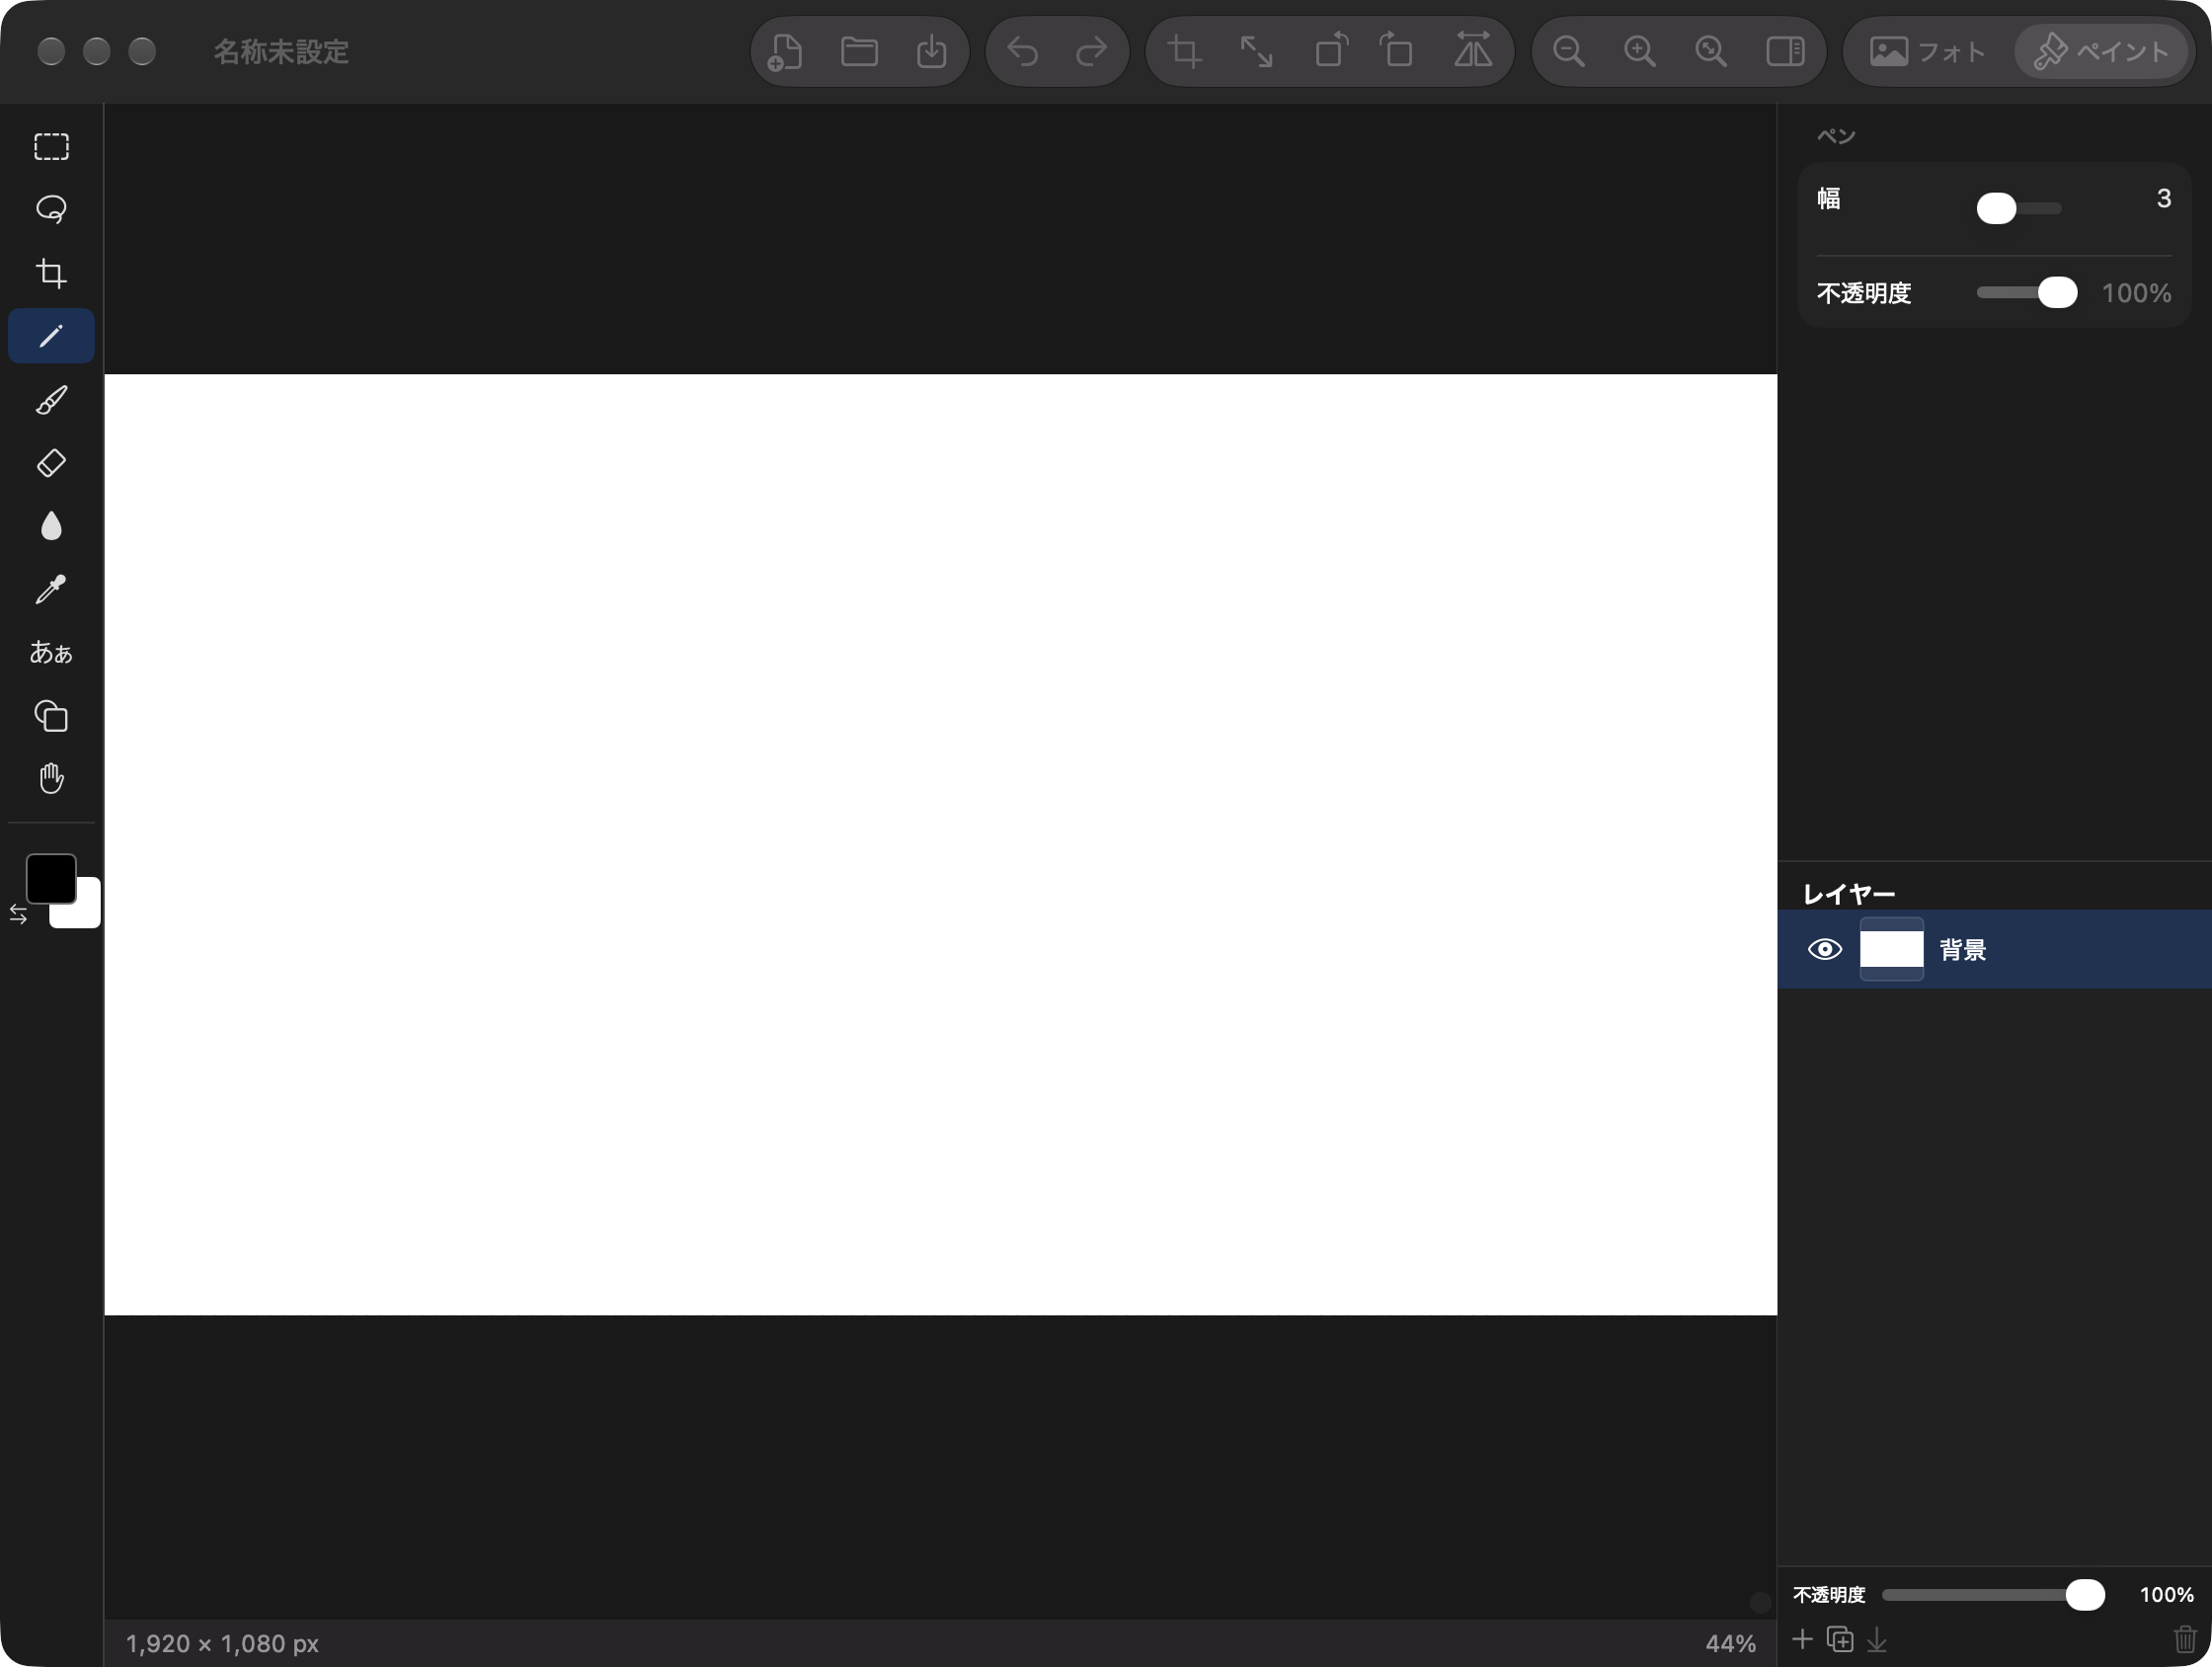 名称未設定
フォト
ペイント
ペン
幅 3
不透明度 100%
ああ
レイヤー
背景
不透明度 100%
1,920 × 1,080 px 44%